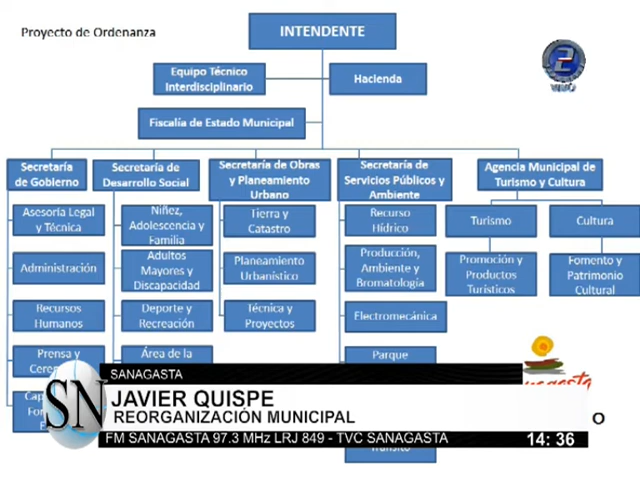 Proyecto de Ordenanza
INTENDENTE
2
VIVO
Equipo Técnico
Interdisciplinario
Hacienda
Fiscalía de Estado Municipal
Secretaría
de Gobierno
Secretaría de
Desarrollo Social
Secretaría de Obras
y Planeamiento
Urbano
Secretaría de
Servicios Públicos y
Ambiente
Agencia Municipal de
Turismo y Cultura
Asesoría Legal
y Técnica
Niñez,
Adolescencia y
Familia
Tierra y
Catastro
Recurso
Hídrico
Turismo
Cultura
Administración
Adultos
Mayores y
Discapacidad
Planeamiento
Urbanístico
Producción,
Ambiente y
Bromatología
Promoción y
Productos
Turísticos
Fomento y
Patrimonio
Cultural
Recursos
Humanos
Deporte y
Recreación
Técnica y
Proyectos
Electromecánica
Prensa y
Área de la
Parque
SN
SANAGASTA
JAVIER QUISPE
REORGANIZACIÓN MUNICIPAL
O
FM SANAGASTA 97.3 MHz LRJ 849 - TVC SANAGASTA
14:36